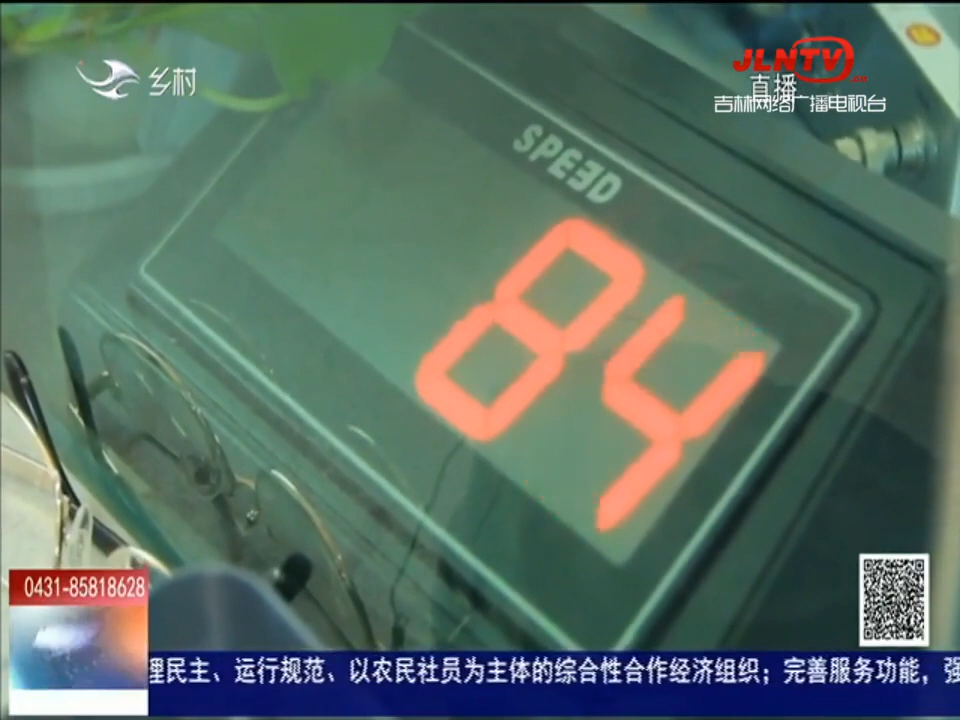 乡村
JLNTV.cn
直播
吉林网络广播电视台
SPEED
84
0431-85818628
理民主、运行规范、以农民社员为主体的综合性合作经济组织；完善服务功能，强